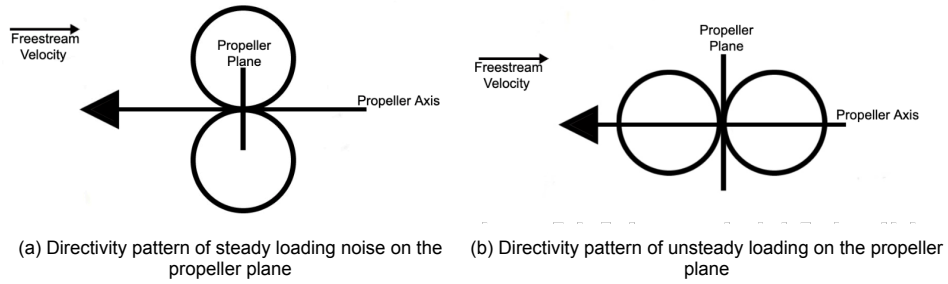 Freestream
Velocity
Propeller
Plane
Propeller Axis
Propeller
Plane
Freestream
Velocity
Propeller Axis
(a) Directivity pattern of steady loading noise on the
propeller plane
(b) Directivity pattern of unsteady loading on the propeller
plane